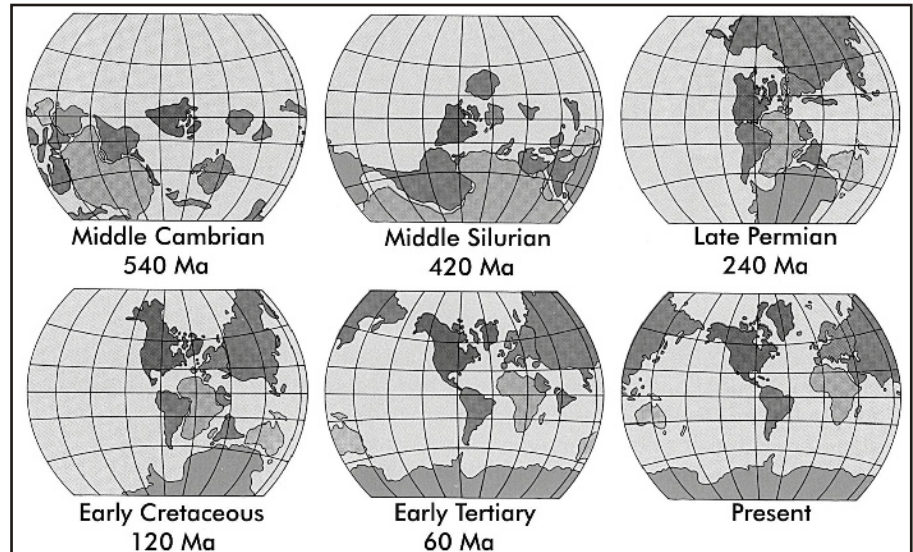 Middle Cambrian
540 Ma
Middle Silurian
420 Ma
Late Permian
240 Ma
Early Cretaceous
120 Ma
Early Tertiary
60 Ma
Present